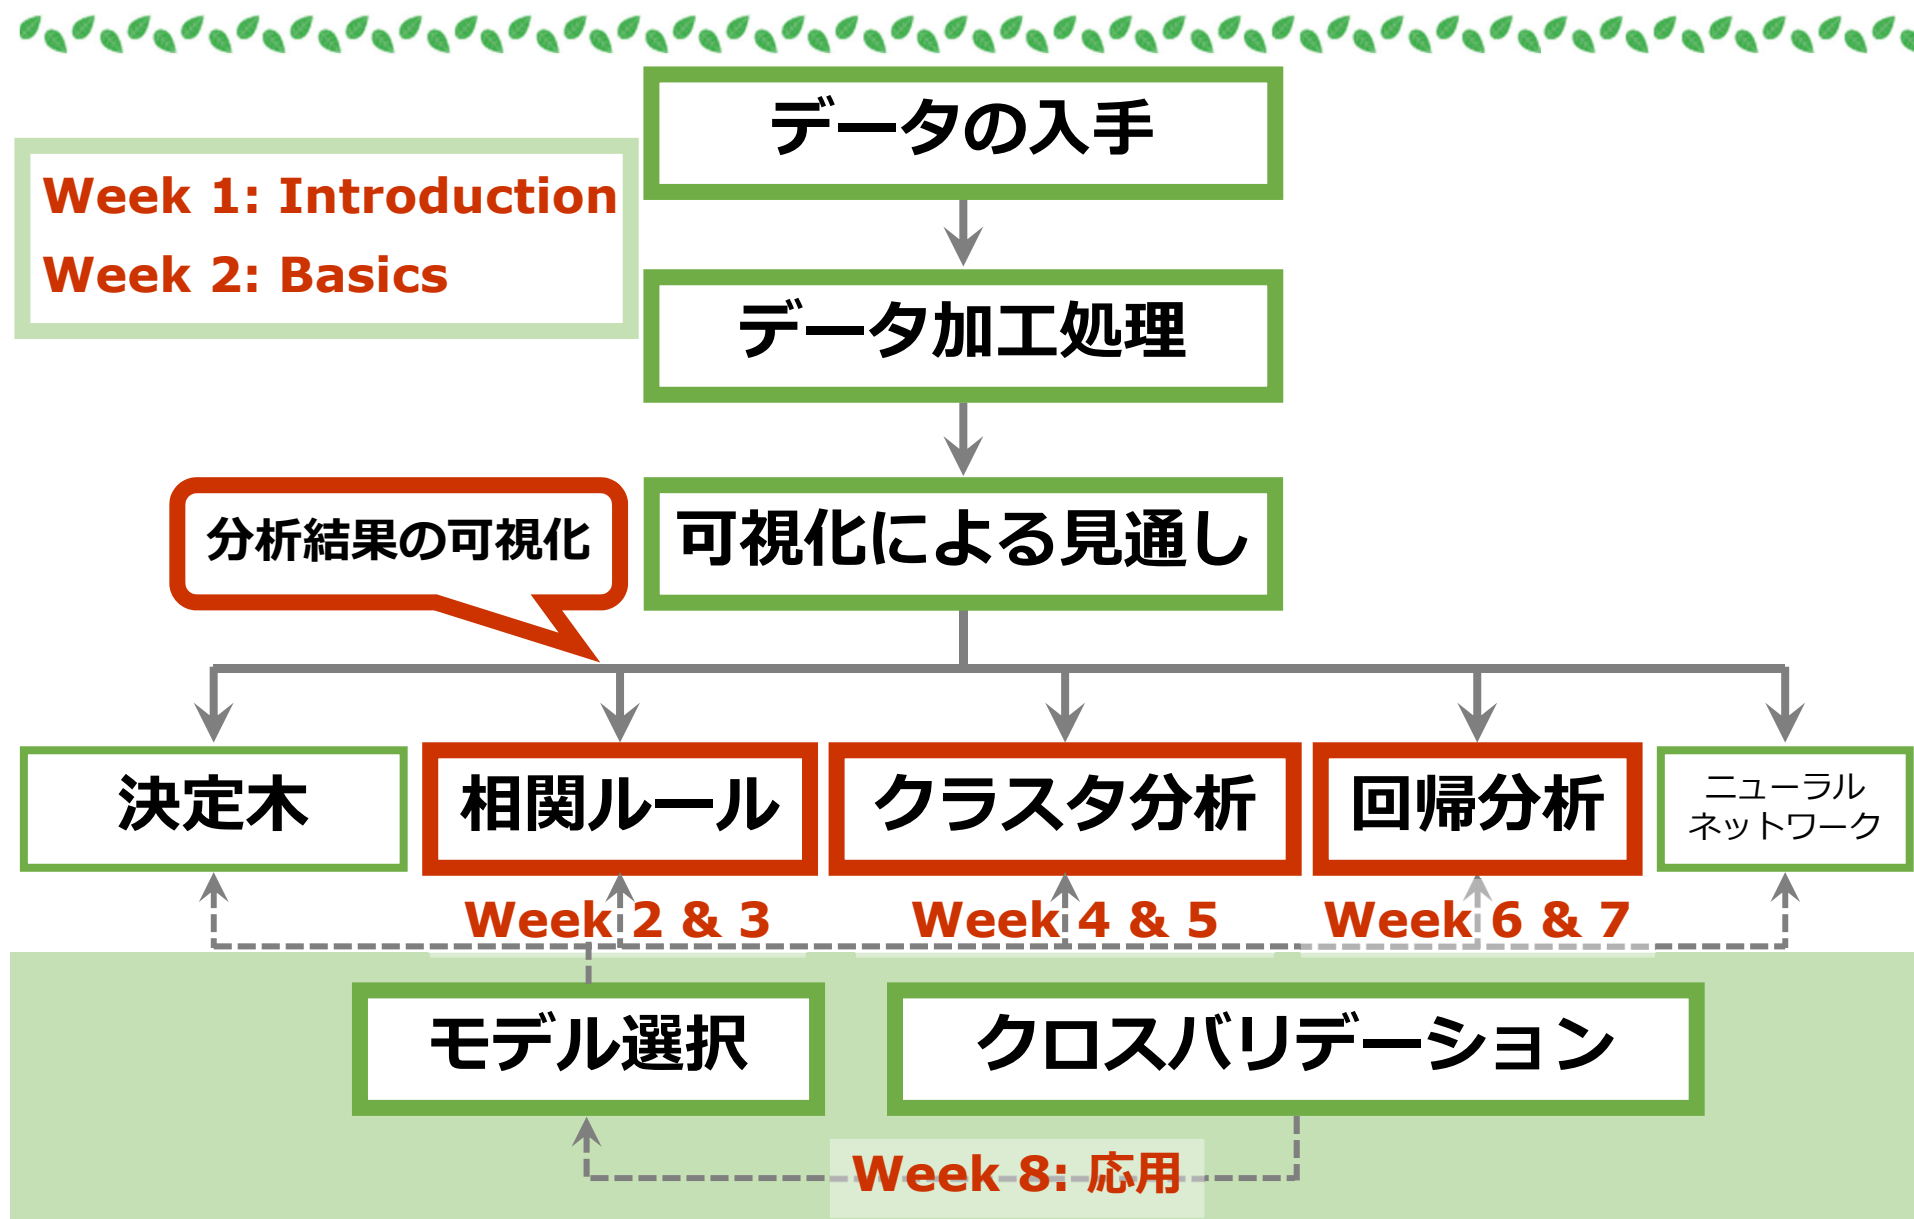 データの入手
Week 1: Introduction
Week 2: Basics
データ加工処理
分析結果の可視化
可視化による見通し
決定木
相関ルール
クラスタ分析
回帰分析
ニューラル
ネットワーク
Week 2 & 3
Week 4 & 5
Week 6 & 7
モデル選択
クロスバリデーション
Week 8: 応用